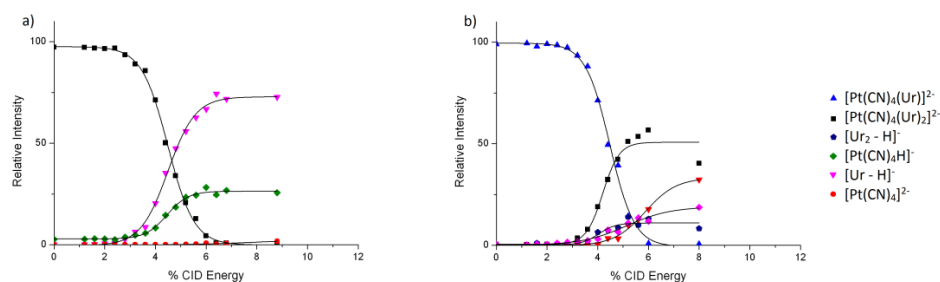 a)
100
50
0
Relative Intensity
0 2 4 6 8 10 12
% CID Energy
b)
100
50
0
Relative Intensity
0 2 4 6 8 10 12
% CID Energy
[Pt(CN)₄(Ur)]²⁻
[Pt(CN)₄(Ur)₂]²⁻
[Ur₂ - H]⁻
[Pt(CN)₄H]⁻
[Ur - H]⁻
[Pt(CN)₄]²⁻